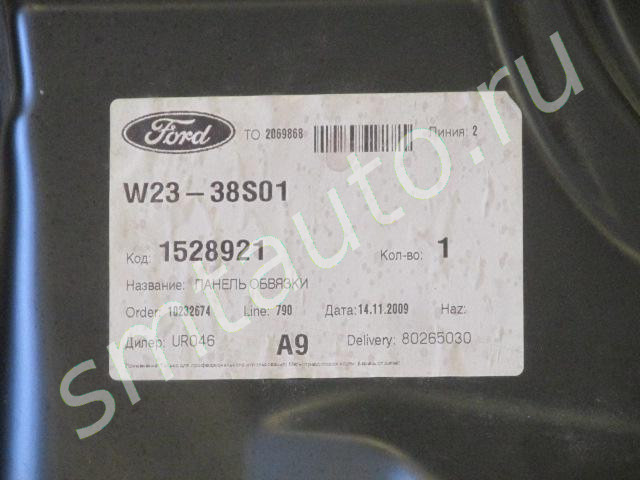 Ford TO 2069868 Линия: 2
W23-38S01
Код: 1528921 Кол-во: 1
Название: ПАНЕЛЬ ОБВЯЗКИ
Order: 10232674 Line: 790 Дата: 14.11.2009 Haz:
Дилер: UR046 A9 Delivery: 80265030
smtauto.ru